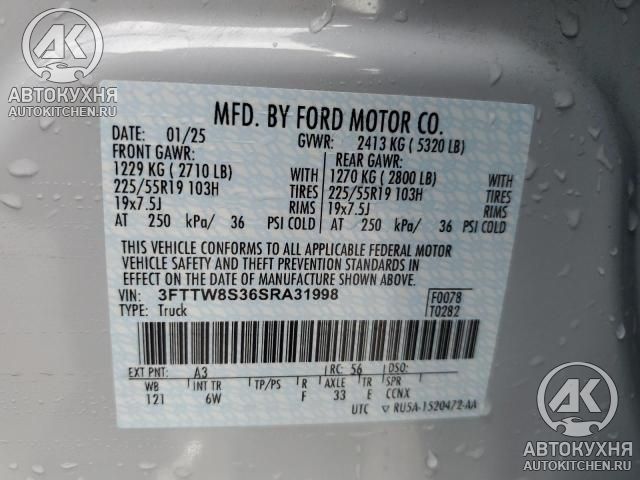 АК
АВТОКУХНЯ
AUTOKITCHEN.RU
MFD. BY FORD MOTOR CO.
DATE: 01/25 GVWR: 2413 KG ( 5320 LB)
FRONT GAWR: REAR GAWR:
1229 KG ( 2710 LB) 1270 KG ( 2800 LB)
225/55R19 103H TIRES 225/55R19 103H TIRES
19x7.5J RIMS 19x7.5J RIMS
AT 250 kPa/ 36 PSI COLD AT 250 kPa/ 36 PSI COLD
THIS VEHICLE CONFORMS TO ALL APPLICABLE FEDERAL MOTOR
VEHICLE SAFETY AND THEFT PREVENTION STANDARDS IN
EFFECT ON THE DATE OF MANUFACTURE SHOWN ABOVE.
VIN: 3FTTW8S36SRA31998 F0078
TYPE: Truck T0282
EXT PNT: A3 RC: 56 DSO:
WB INT TR TP/PS R AXLE TR SPR
121 6W F 33 E CCNX
UTC ▽ RU5A-1520472-AA
АК
АВТОКУХНЯ
AUTOKITCHEN.RU